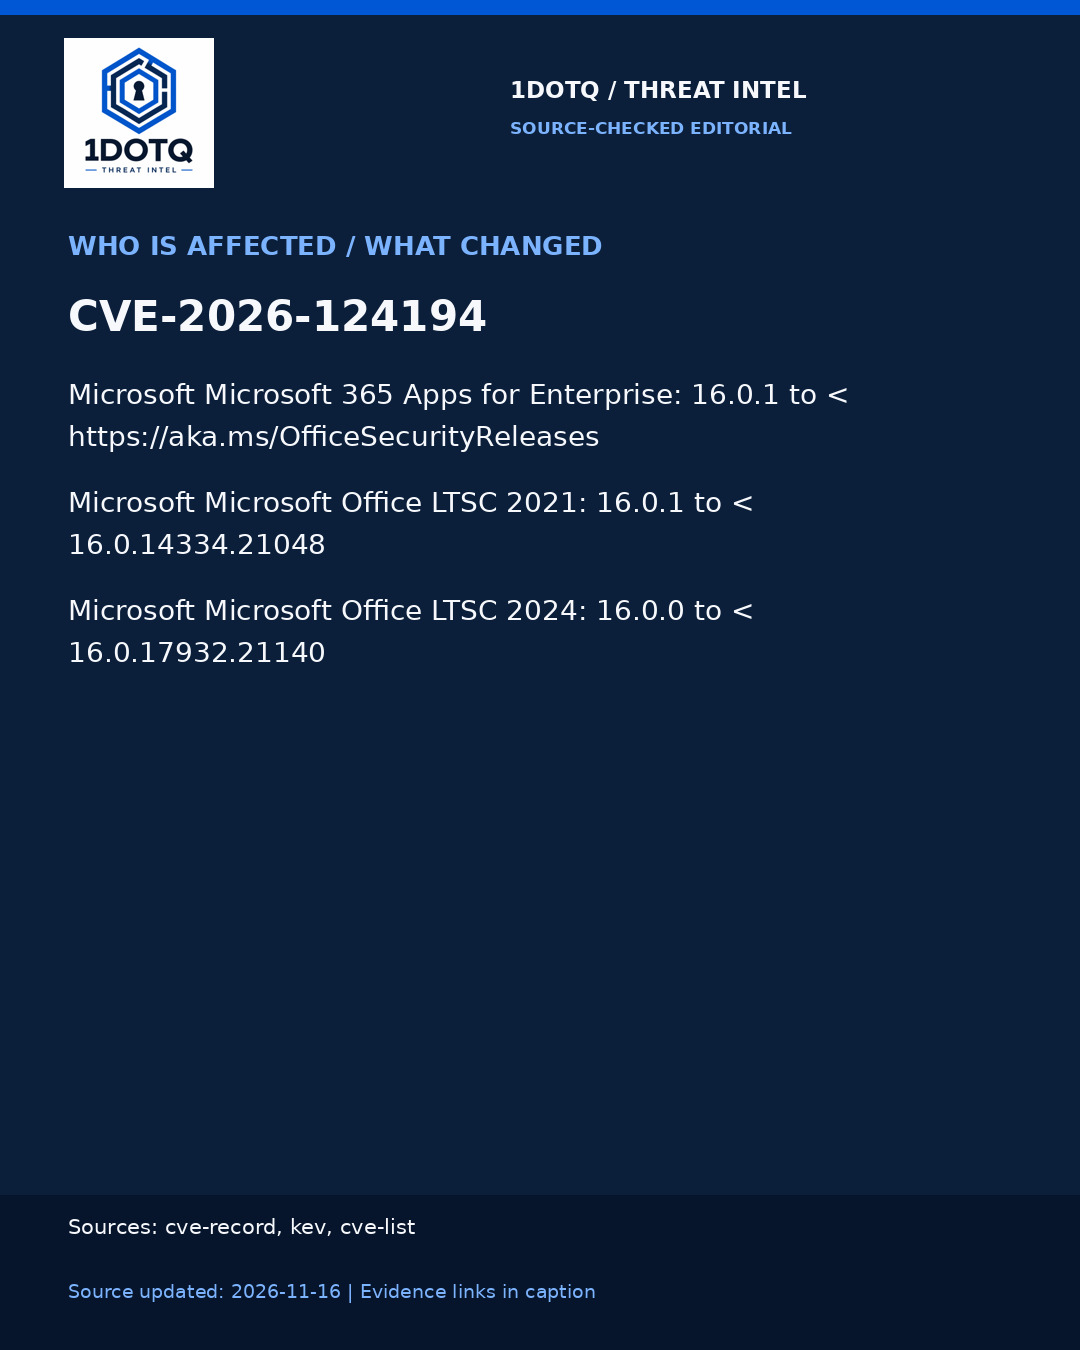 1DOTQ
THREAT INTEL
1DOTQ / THREAT INTEL
SOURCE-CHECKED EDITORIAL
WHO IS AFFECTED / WHAT CHANGED
CVE-2026-124194
Microsoft Microsoft 365 Apps for Enterprise: 16.0.1 to <
https://aka.ms/OfficeSecurityReleases
Microsoft Microsoft Office LTSC 2021: 16.0.1 to <
16.0.14334.21048
Microsoft Microsoft Office LTSC 2024: 16.0.0 to <
16.0.17932.21140
Sources: cve-record, kev, cve-list
Source updated: 2026-11-16 | Evidence links in caption